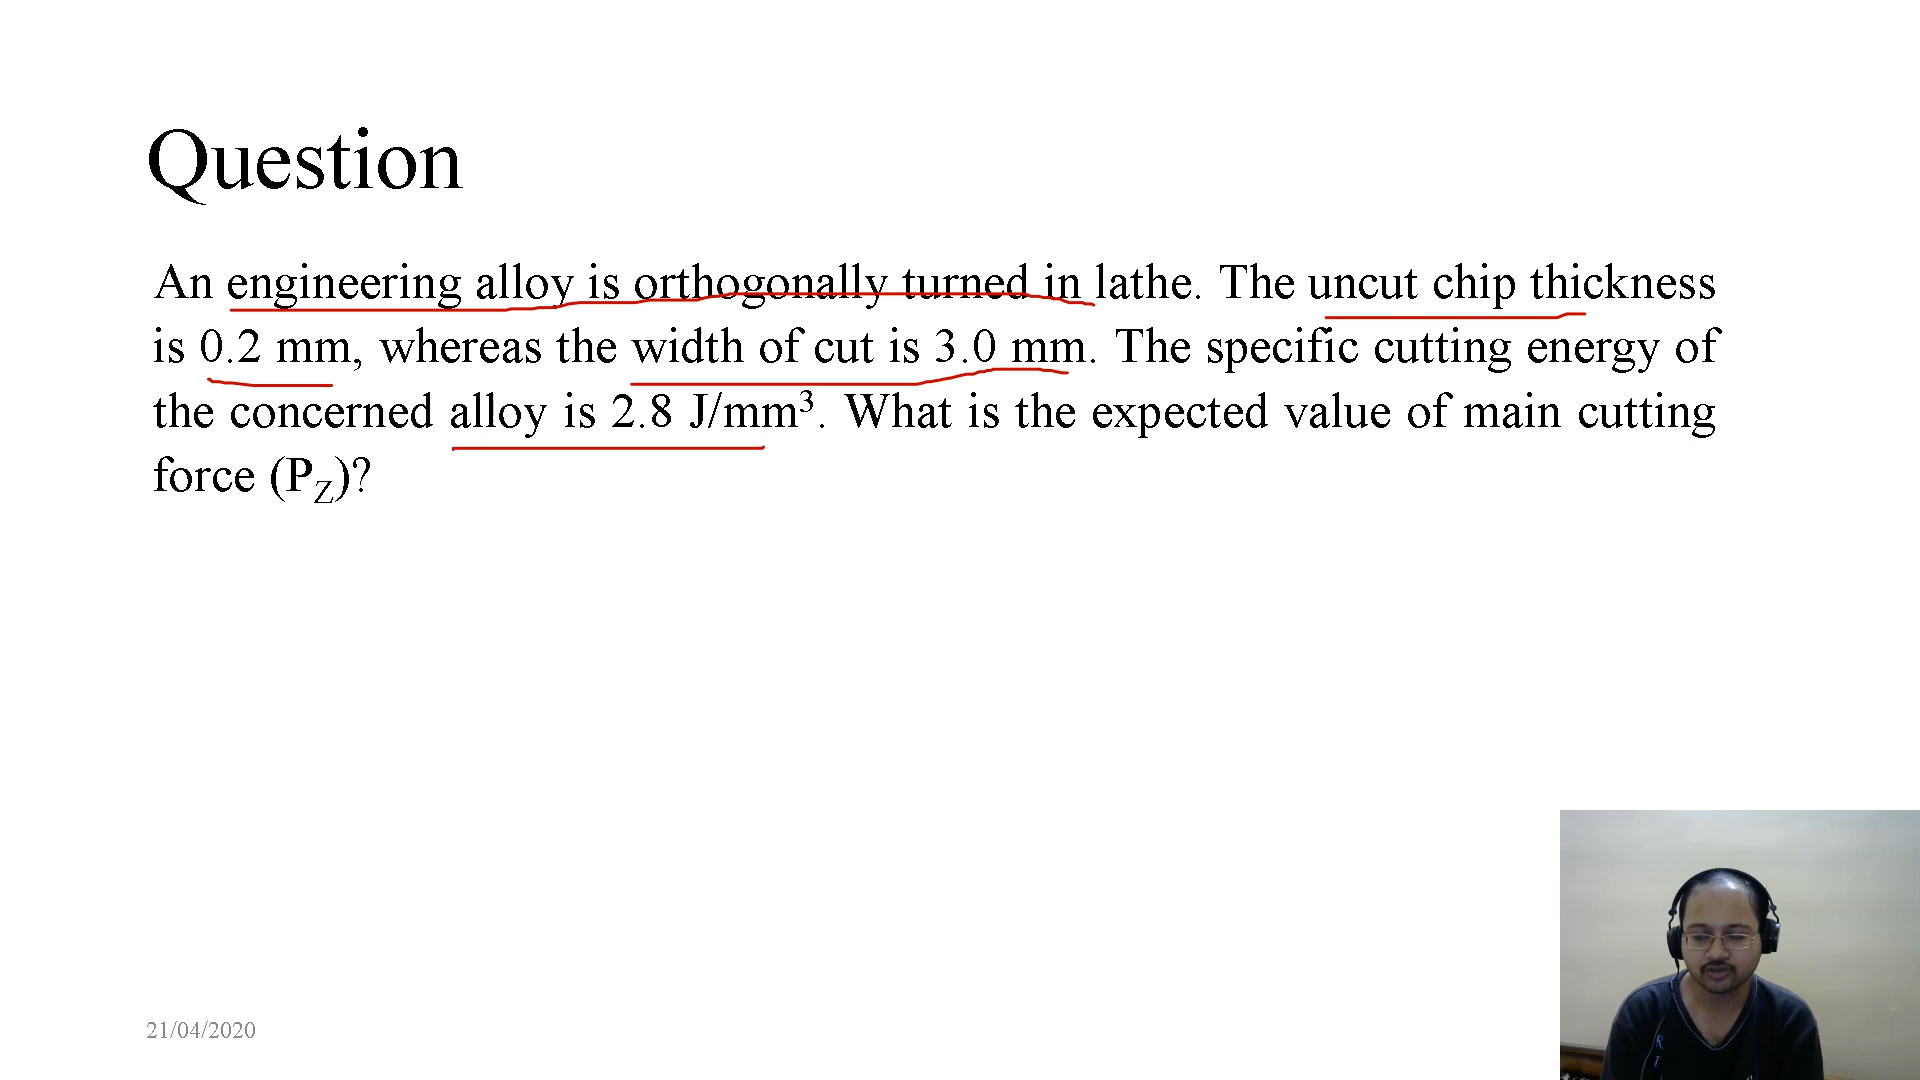 Question
An engineering alloy is orthogonally turned in lathe. The uncut chip thickness
is 0.2 mm, whereas the width of cut is 3.0 mm. The specific cutting energy of
the concerned alloy is 2.8 J/mm³. What is the expected value of main cutting
force (P_Z)?
21/04/2020